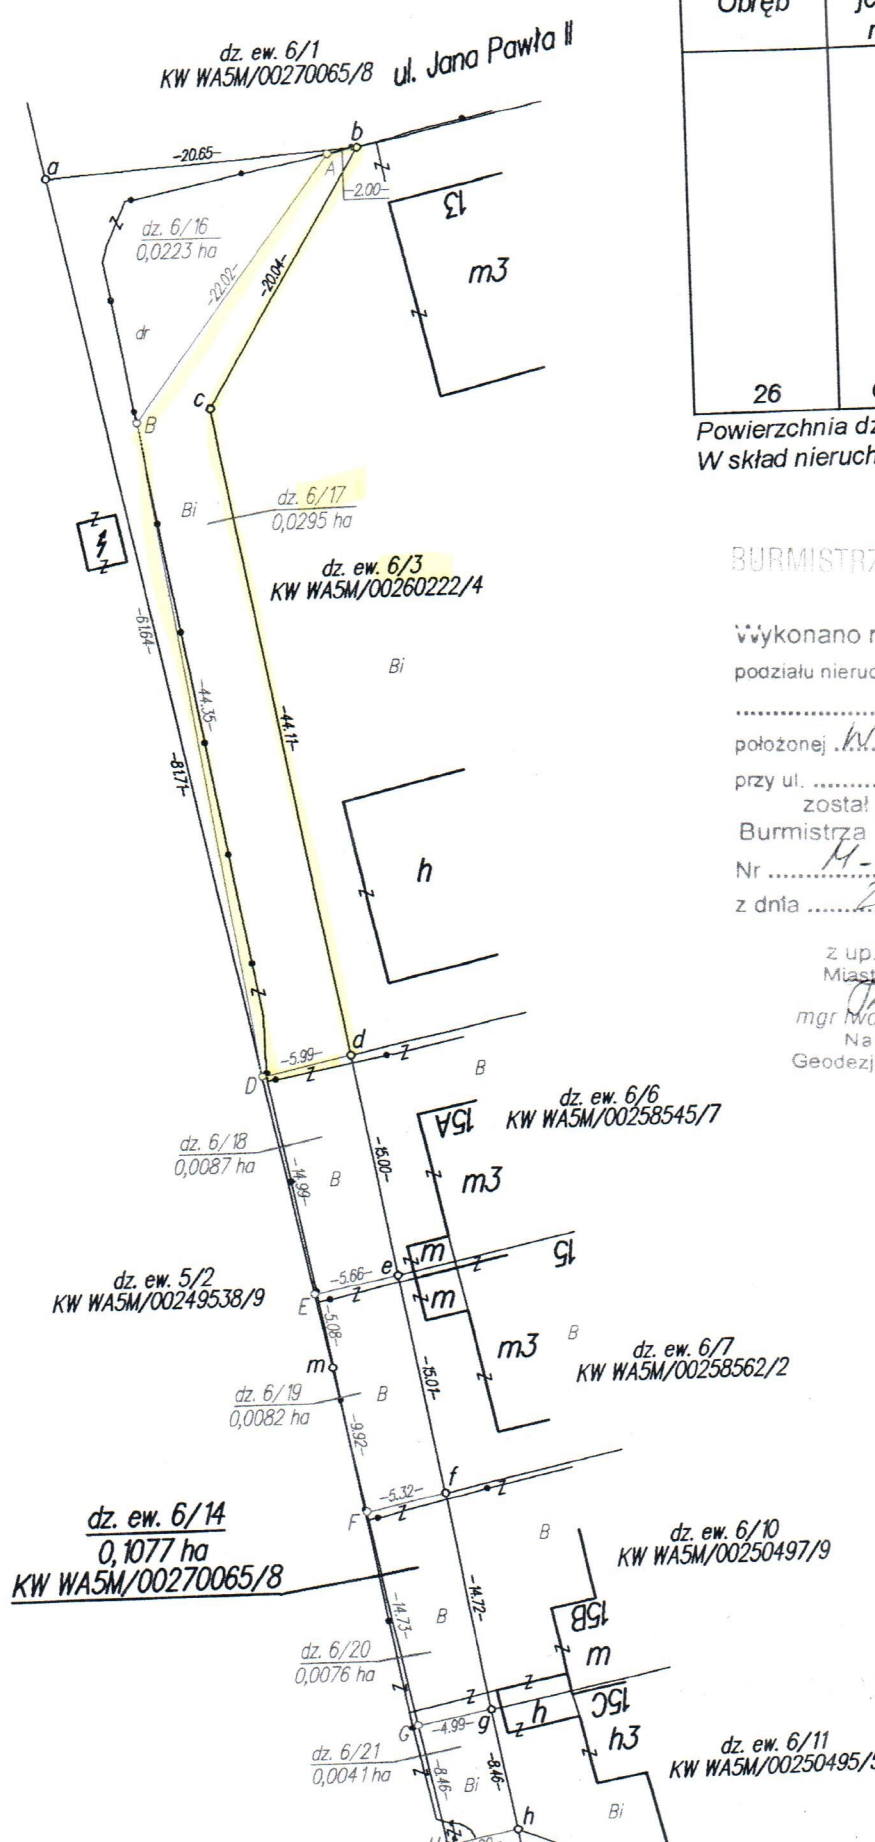 Obręb
dz. ew. 6/1
KW WA5M/00270065/8
ul. Jana Pawła II
a
-20.65-
b
A
-2.00-
z
13
m3
z
z
dz. 6/16
0,0223 ha
-22.02-
-20.04-
dr
c
B
26
Powierzchnia
W skład
Bi
dz. 6/17
0,0295 ha
z
z
dz. ew. 6/3
KW WA5M/00260222/4
Wykonano
-61.64-
Bi
-44.35-
-44.11-
położonej
przy ul.
został
-81.71-
Burmistrza
Nr
z dnia
h
z
z up.
z
mgr
-5.99-
d
z
z
D
B
dz. ew. 6/6
KW WA5M/00258545/7
15A
dz. 6/18
0,0087 ha
-15.00-
z
-14.99-
B
m3
m
z
z
15
dz. ew. 5/2
KW WA5M/00249538/9
-5.66-
e
E
z
m
-5.08-
m3
B
dz. ew. 6/7
KW WA5M/00258562/2
m
-15.01-
z
dz. 6/19
0,0082 ha
B
-9.92-
-5.32-
f
z
z
F
dz. ew. 6/14
0,1077 ha
KW WA5M/00270065/8
B
dz. ew. 6/10
KW WA5M/00250497/9
-14.72-
-14.73-
B
15B
dz. 6/20
0,0076 ha
z
m
z
z
z
15C
G
-4.99-
g
h
z
h3
dz. 6/21
0,0041 ha
z
-8.46-
-8.46-
z
dz. ew. 6/11
KW WA5M/00250495/
Bi
h
Bi